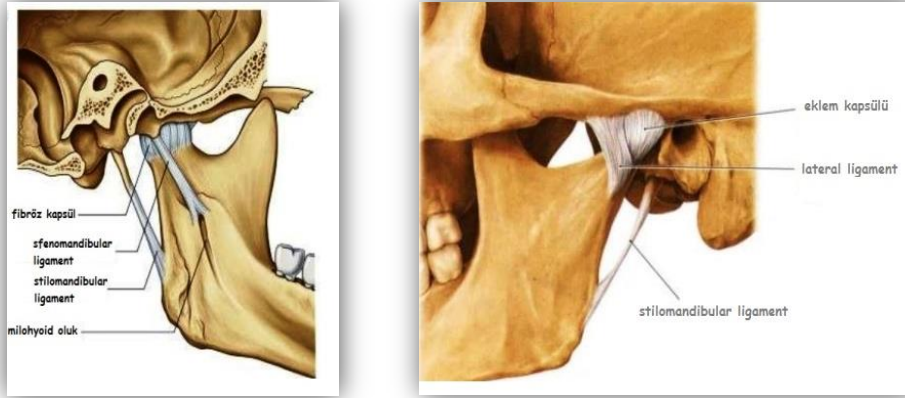 fibröz kapsül
sfenomandibular
ligament
stilomandibular
ligament
milohyoid oluk
eklem kapsülü
lateral ligament
stilomandibular ligament